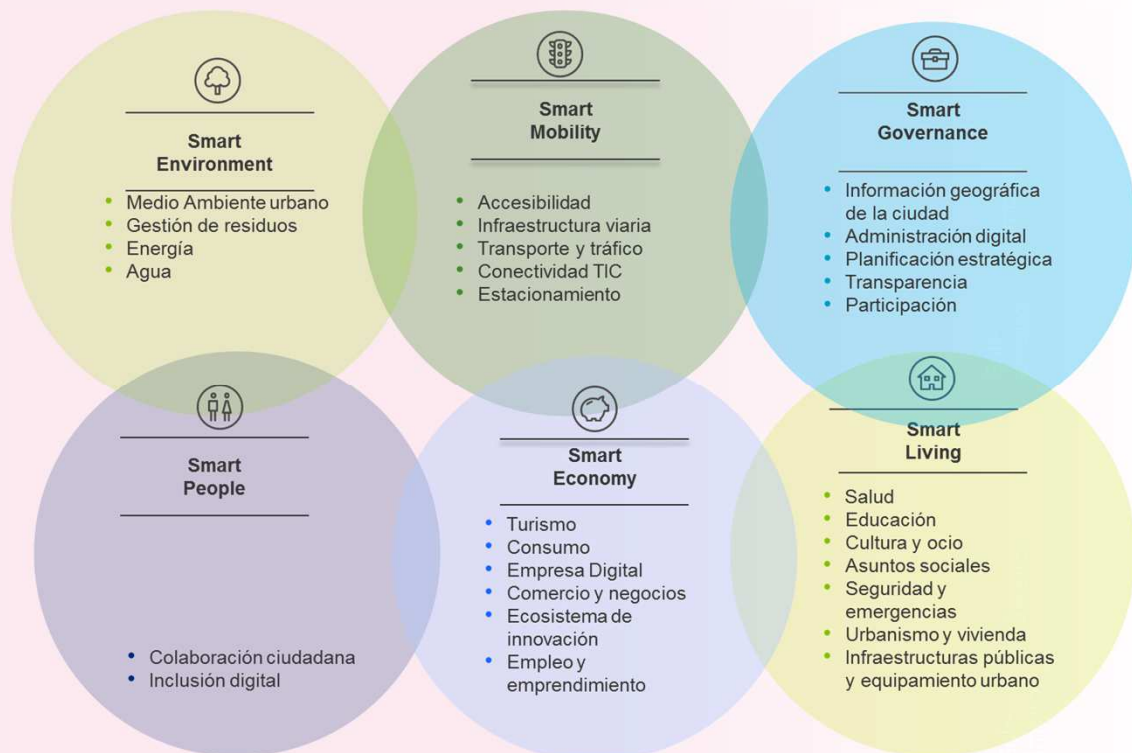 Smart
Environment
Medio Ambiente urbano
Gestión de residuos
Energía
Agua
Smart
Mobility
Accesibilidad
Infraestructura viaria
Transporte y tráfico
Conectividad TIC
Estacionamiento
Smart
Governance
Información geográfica
de la ciudad
Administración digital
Planificación estratégica
Transparencia
Participación
Smart
People
Colaboración ciudadana
Inclusión digital
Smart
Economy
Turismo
Consumo
Empresa Digital
Comercio y negocios
Ecosistema de
innovación
Empleo y
emprendimiento
Smart
Living
Salud
Educación
Cultura y ocio
Asuntos sociales
Seguridad y
emergencias
Urbanismo y vivienda
Infraestructuras públicas
y equipamiento urbano